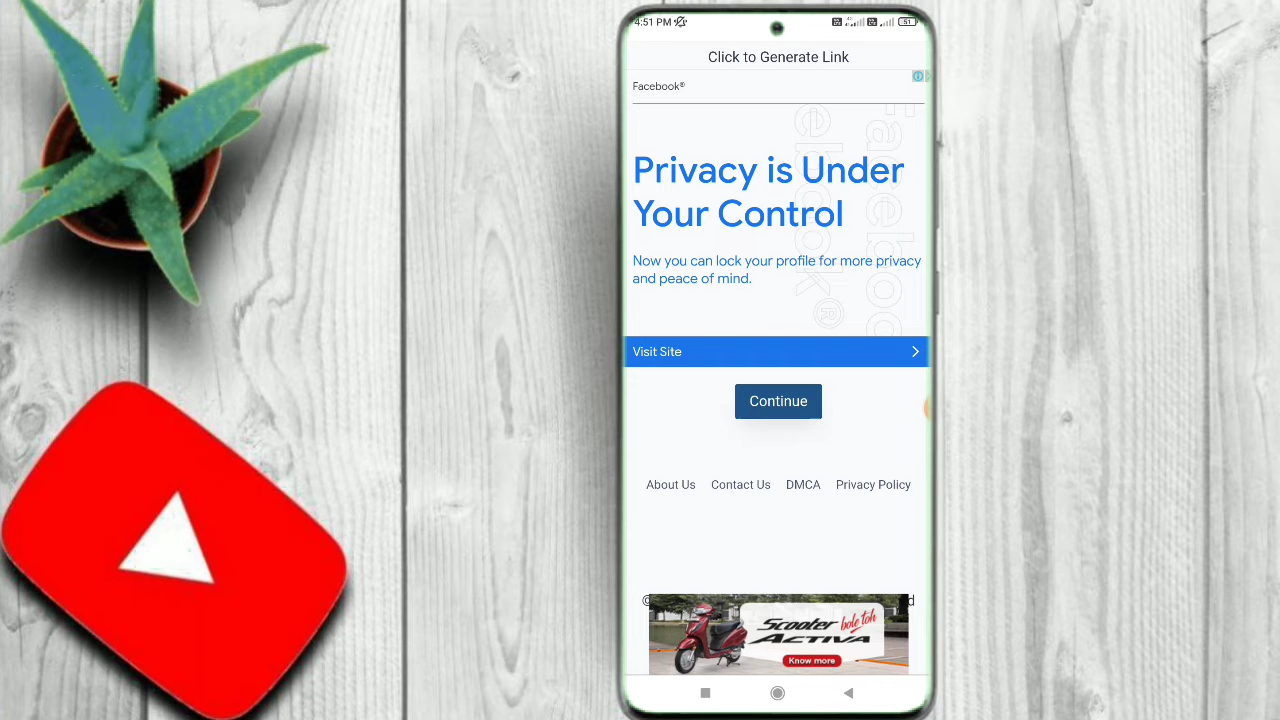 4:51 PM
51
Click to Generate Link
Facebook®
Facebook®
Privacy is Under
Your Control
Now you can lock your profile for more privacy
and peace of mind.
Visit Site
Continue
About Us Contact Us DMCA Privacy Policy
©
d
Scooter bole toh
ACTIVA
Know more